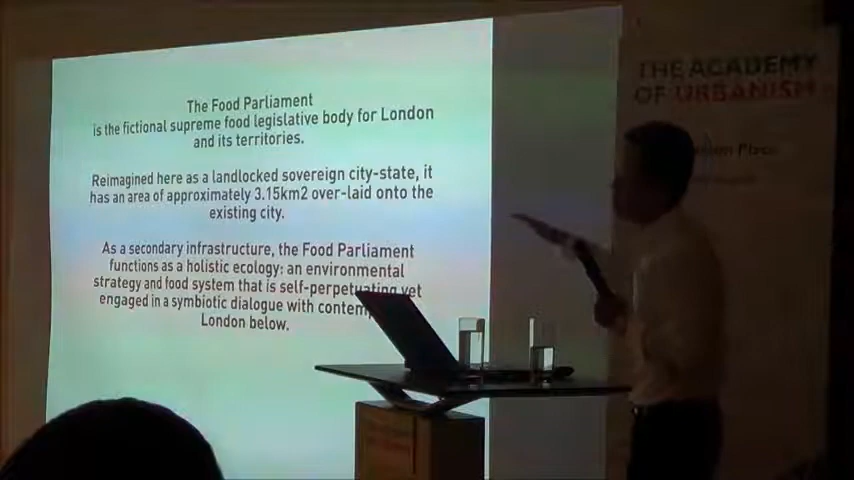 The Food Parliament
is the fictional supreme food legislative body for London
and its territories.
Reimagined here as a landlocked sovereign city-state, it
has an area of approximately 3.15km2 over-laid onto the
existing city.
As a secondary infrastructure, the Food Parliament
functions as a holistic ecology: an environmental
strategy and food system that is self-perpetuating yet
engaged in a symbiotic dialogue with
London below.
THE ACADEMY
OF URBANISM